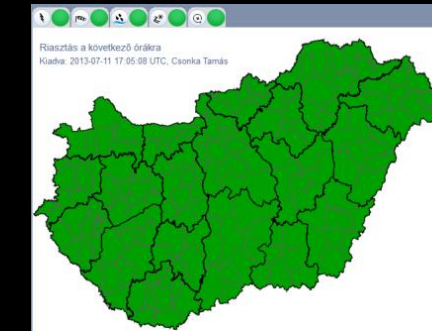 Riasztás a következő órákra
Kiadva: 2013-07-11 17:05:08 UTC, Csonka Tamás